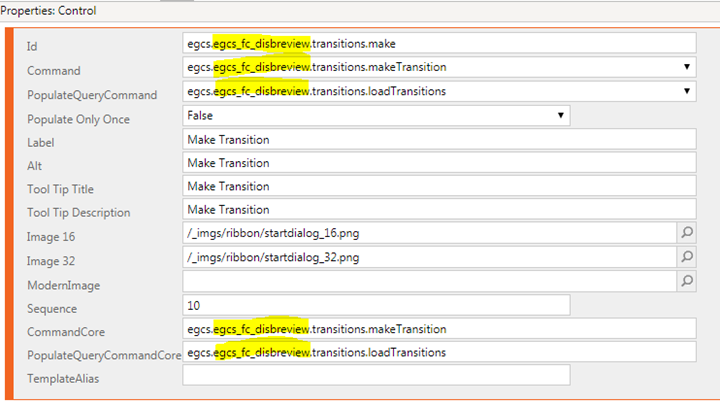 Properties: Control
Id egcs.egcs_fc_disbreview.transitions.make
Command egcs.egcs_fc_disbreview.transitions.makeTransition
PopulateQueryCommand egcs.egcs_fc_disbreview.transitions.loadTransitions
Populate Only Once False
Label Make Transition
Alt Make Transition
Tool Tip Title Make Transition
Tool Tip Description Make Transition
Image 16 /_imgs/ribbon/startdialog_16.png
Image 32 /_imgs/ribbon/startdialog_32.png
ModernImage
Sequence 10
CommandCore egcs.egcs_fc_disbreview.transitions.makeTransition
PopulateQueryCommandCore egcs.egcs_fc_disbreview.transitions.loadTransitions
TemplateAlias